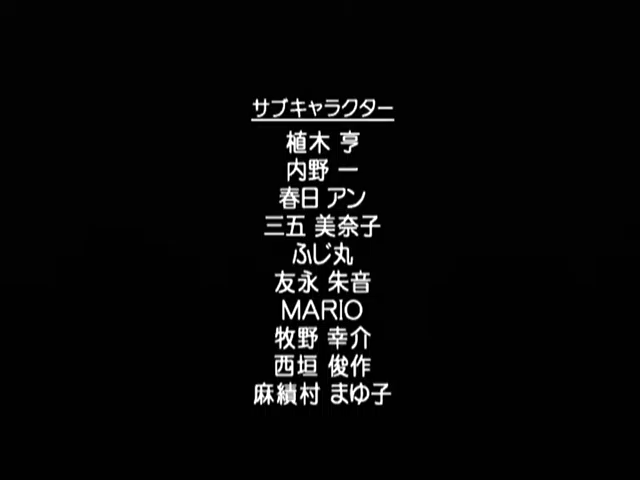 サブキャラクター
植木 亨
内野 一
春日 アン
三五 美奈子
ふじ丸
友永 朱音
MARIO
牧野 幸介
西垣 俊作
麻績村 まゆ子